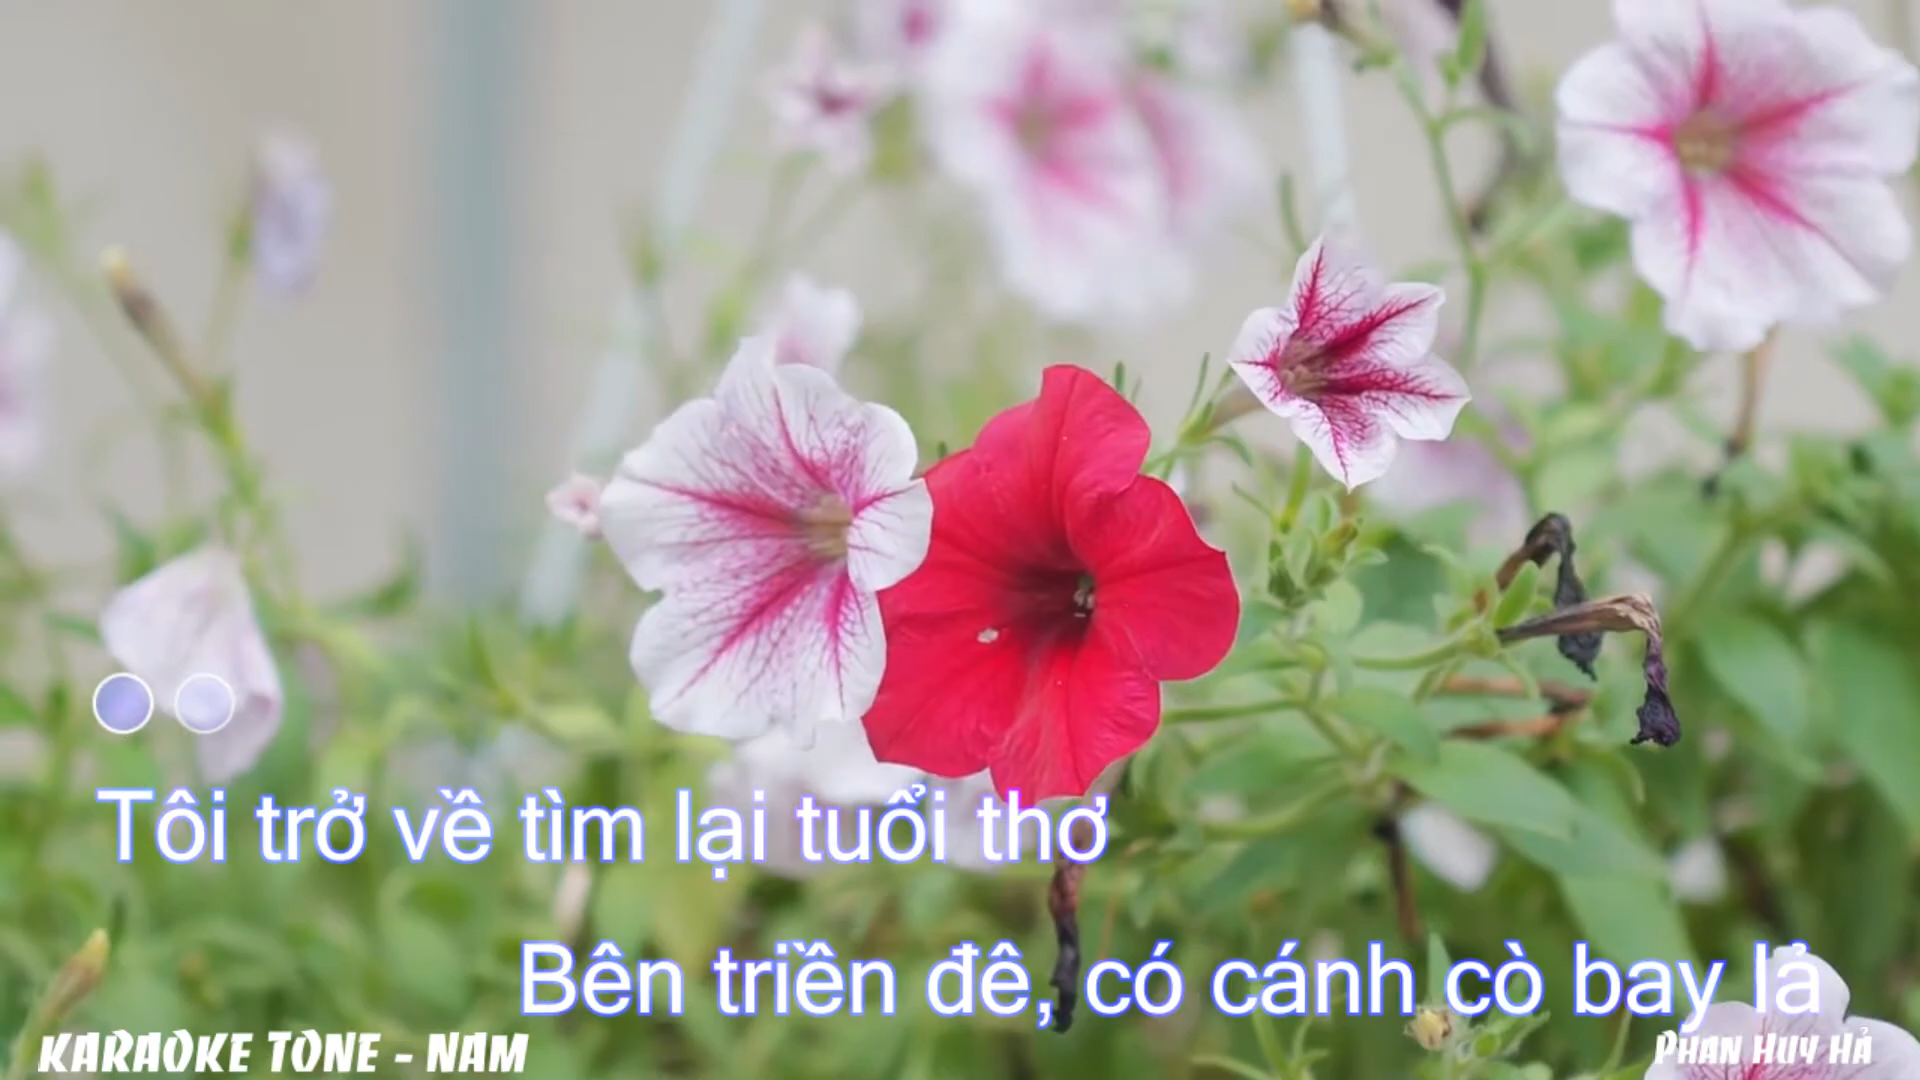 Tôi trở về tìm lại tuổi thơ
Bên triền đê, có cánh cò bay lả
KARAOKE TONE - NAM
PHAN HUY HÀ